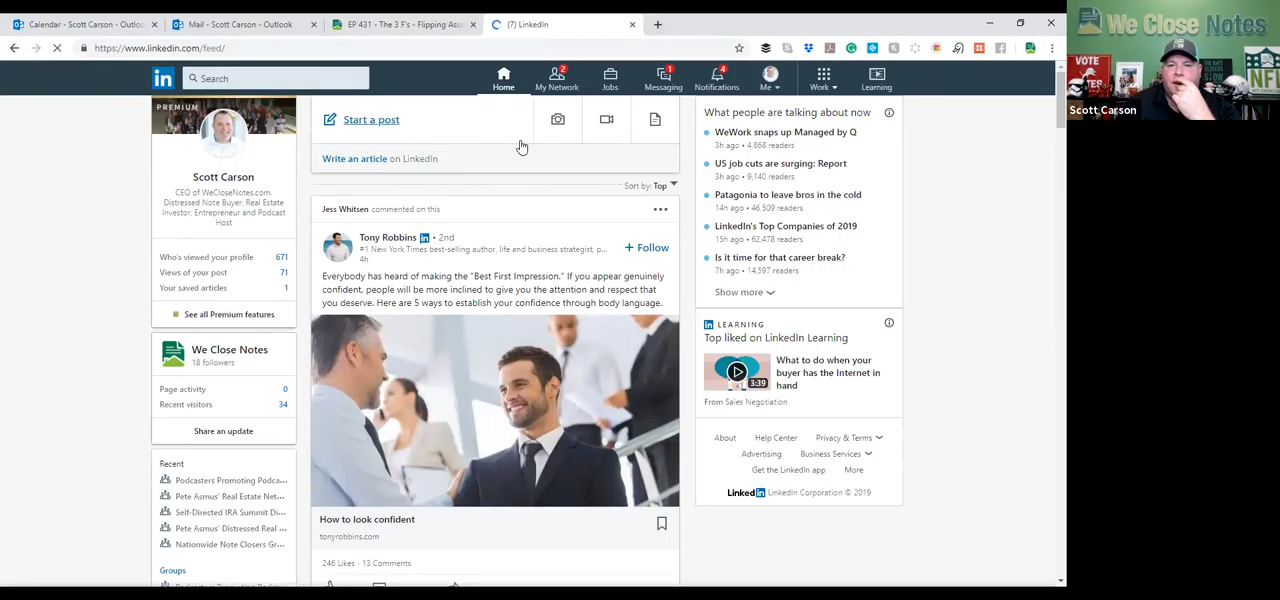 Calendar - Scott Carson - Outloo
Mail - Scott Carson - Outlook
EP 431 - The 3 F's - Flipping Ass
(7) LinkedIn
https://www.linkedin.com/feed/
We Close Notes
VOTE
NFL
Scott Carson
in
Search
2
1
4
Home
My Network
Jobs
Messaging
Notifications
Me
Work
Learning
PREMIUM
Scott Carson
CEO of WeCloseNotes.com.
Distressed Note Buyer, Real Estate
Investor, Entrepreneur and Podcast
Host
Who's viewed your profile 671
Views of your post 71
Your saved articles 1
See all Premium features
We Close Notes
18 followers
Page activity 0
Recent visitors 34
Share an update
Recent
Podcasters Promoting Podca...
Pete Asmus' Real Estate Net...
Self-Directed IRA Summit Di...
Pete Asmus' Distressed Real ...
Nationwide Note Closers Gr...
Groups
Start a post
Write an article on LinkedIn
Sort by: Top
Jess Whitsen commented on this
Tony Robbins in • 2nd
#1 New York Times best-selling author, life and business strategist, p...
4h
+ Follow
Everybody has heard of making the "Best First Impression." If you appear genuinely
confident, people will be more inclined to give you the attention and respect that
you deserve. Here are 5 ways to establish your confidence through body language.
How to look confident
tonyrobbins.com
246 Likes · 13 Comments
What people are talking about now
WeWork snaps up Managed by Q
3h ago • 4,868 readers
US job cuts are surging: Report
3h ago • 9,140 readers
Patagonia to leave bros in the cold
14h ago • 46,509 readers
LinkedIn's Top Companies of 2019
15h ago • 62,478 readers
Is it time for that career break?
7h ago • 14,597 readers
Show more
in LEARNING
Top liked on LinkedIn Learning
3:39
What to do when your
buyer has the Internet in
hand
From Sales Negotiation
About Help Center Privacy & Terms
Advertising Business Services
Get the LinkedIn app More
Linked in LinkedIn Corporation © 2019